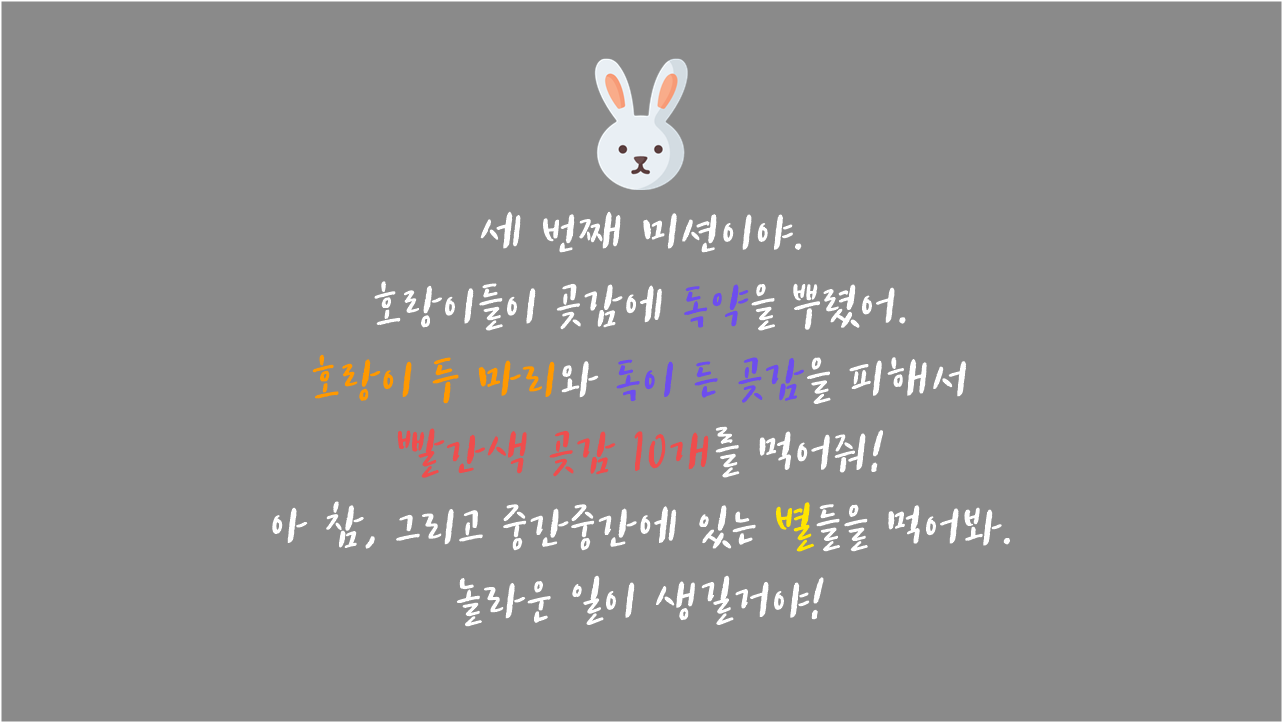 세 번째 미션이야.
호랑이들이 곶감에 독약을 뿌렸어.
호랑이 두 마리와 독이 든 곶감을 피해서
빨간색 곶감 10개를 먹어줘!
아 참, 그리고 중간중간에 있는 별들을 먹어봐.
놀라운 일이 생길거야!